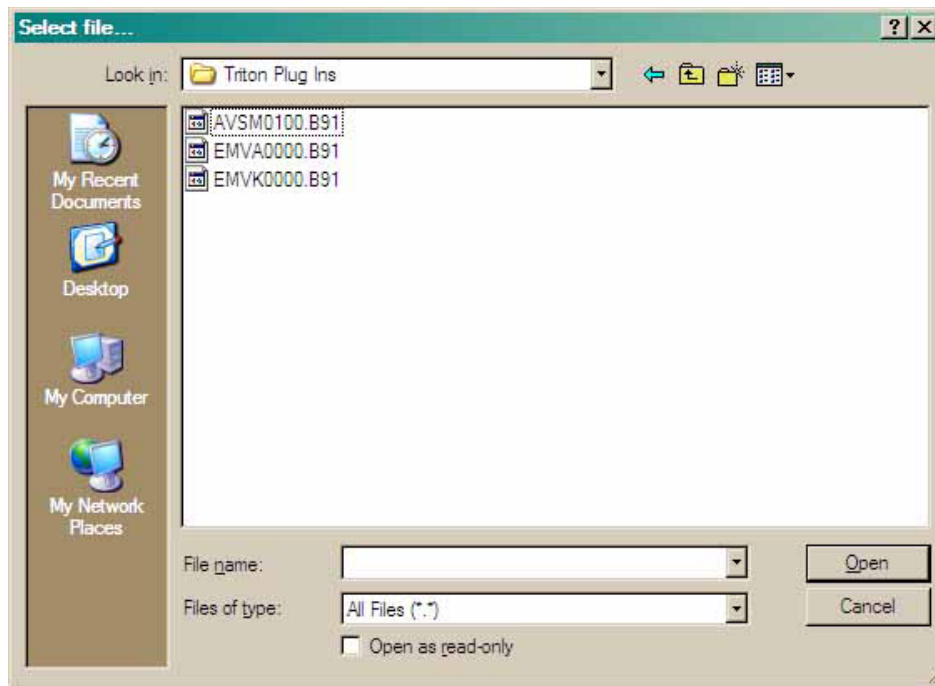 Select file...
Look in: Triton Plug Ins
AVSM0100.B91
EMVA0000.B91
EMVK0000.B91
My Recent
Documents
Desktop
My Computer
My Network
Places
File name:
Open
Files of type: All Files (*.*)
Cancel
Open as read-only